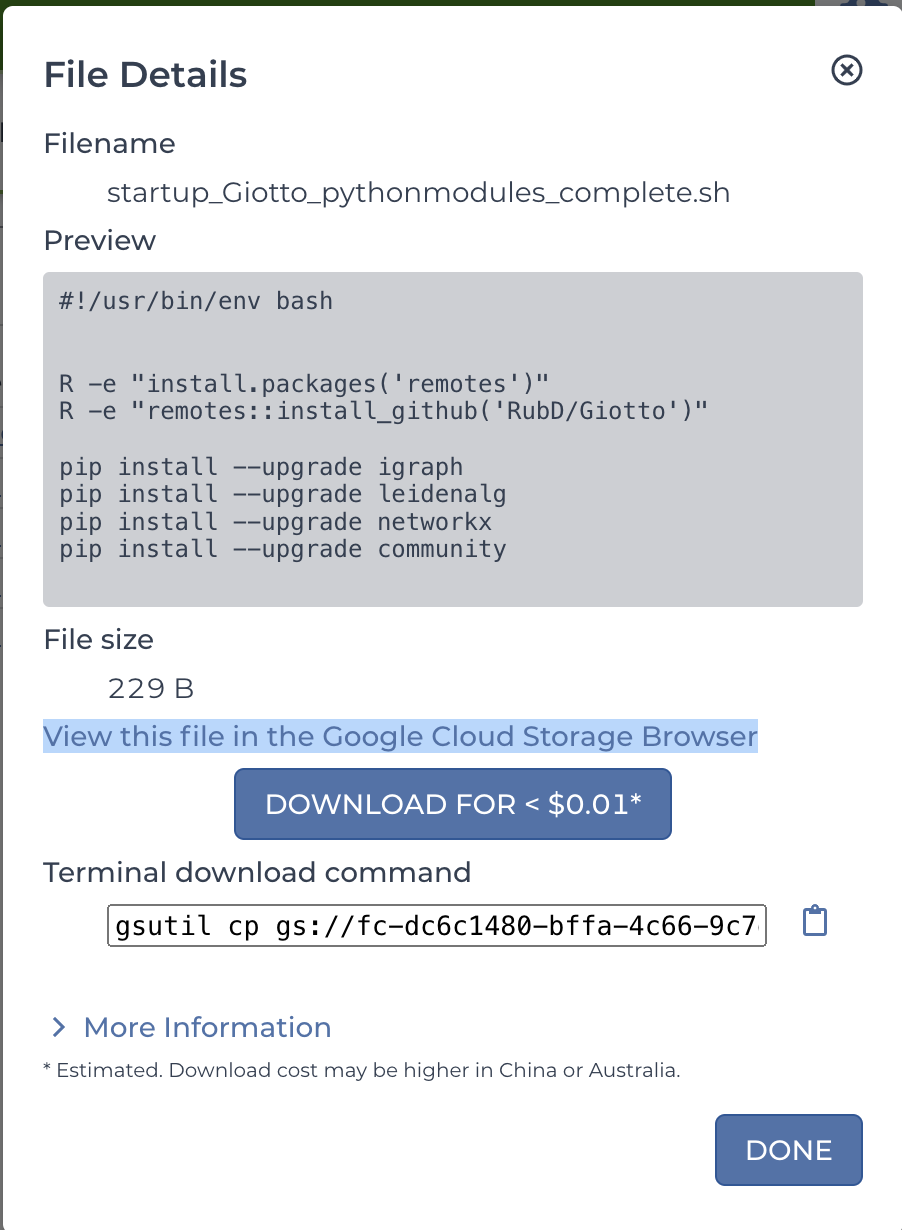 File Details
Filename
startup_Giotto_pythonmodules_complete.sh
Preview
#!/usr/bin/env bash
R -e "install.packages('remotes')"
R -e "remotes::install_github('RubD/Giotto')"
pip install --upgrade igraph
pip install --upgrade leidenalg
pip install --upgrade networkx
pip install --upgrade community
File size
229 B
View this file in the Google Cloud Storage Browser
DOWNLOAD FOR < $0.01*
Terminal download command
gsutil cp gs://fc-dc6c1480-bffa-4c66-9c7
More Information
* Estimated. Download cost may be higher in China or Australia.
DONE